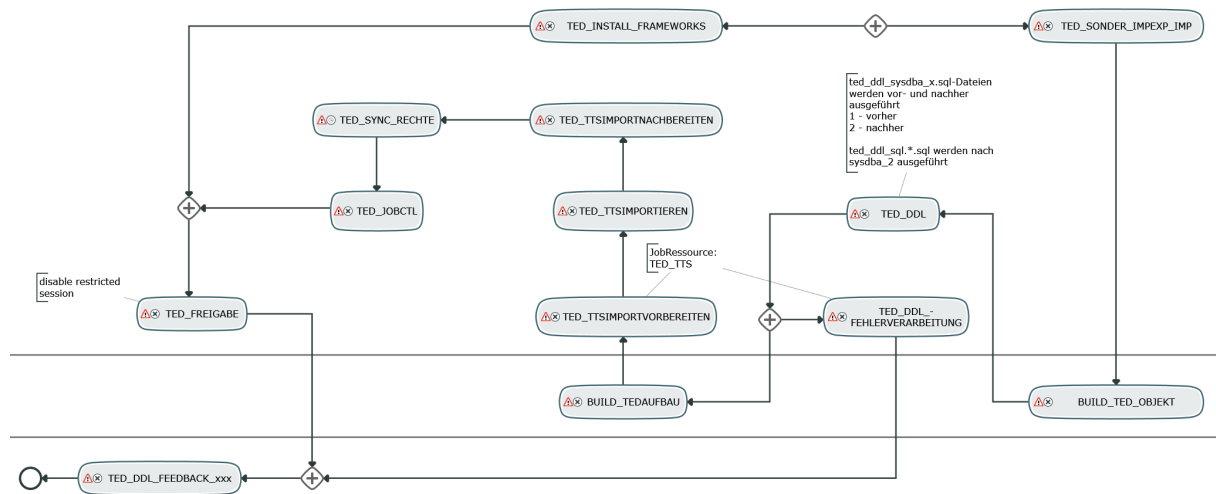 TED_INSTALL_FRAMEWORKS
TED_SONDER_IMPEXP_IMP
ted_ddl_sysdba_x.sql-Dateien
werden vor- und nachher
ausgeführt
1 - vorher
2 - nachher
ted_ddl_sql.*.sql werden nach
sysdba_2 ausgeführt
TED_SYNC_RECHTE
TED_TTSIMPORTNACHBEREITEN
TED_JOBCTL
TED_TTSIMPORTIEREN
TED_DDL
JobRessource:
TED_TTS
disable restricted
session
TED_FREIGABE
TED_TTSIMPORTVORBEREITEN
TED_DDL_-
FEHLERVERARBEITUNG
BUILD_TEDAUFBAU
BUILD_TED_OBJEKT
TED_DDL_FEEDBACK_xxx